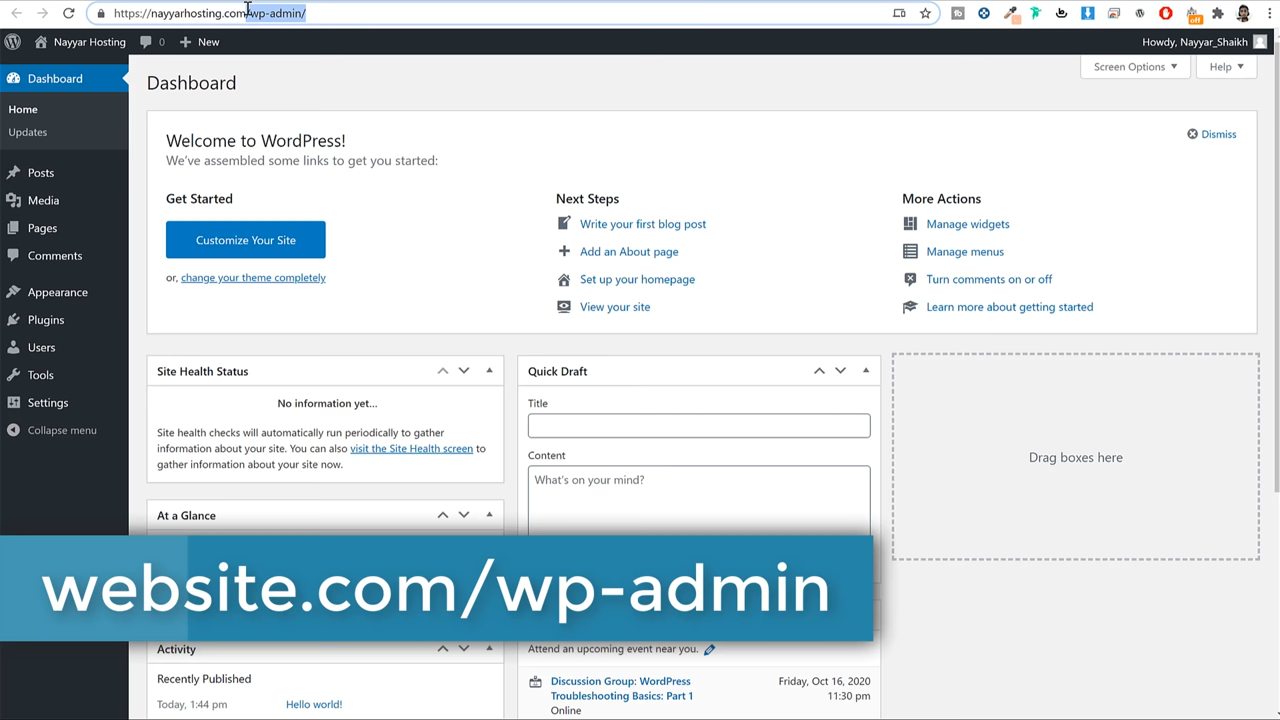 https://nayyarhosting.com/wp-admin/
off
Nayyar Hosting 0 New Howdy, Nayyar_Shaikh
Dashboard
Home
Updates
Posts
Media
Pages
Comments
Appearance
Plugins
Users
Tools
Settings
Collapse menu
Screen Options Help
Dashboard
Welcome to WordPress!
We've assembled some links to get you started:
Dismiss
Get Started
Customize Your Site
or, change your theme completely
Next Steps
Write your first blog post
Add an About page
Set up your homepage
View your site
More Actions
Manage widgets
Manage menus
Turn comments on or off
Learn more about getting started
Site Health Status
No information yet...
Site health checks will automatically run periodically to gather
information about your site. You can also visit the Site Health screen to
gather information about your site now.
At a Glance
Quick Draft
Title
Content
What's on your mind?
Drag boxes here
website.com/wp-admin
Activity
Recently Published
Today, 1:44 pm Hello world!
Attend an upcoming event near you.
Discussion Group: WordPress
Troubleshooting Basics: Part 1
Online
Friday, Oct 16, 2020
11:30 pm